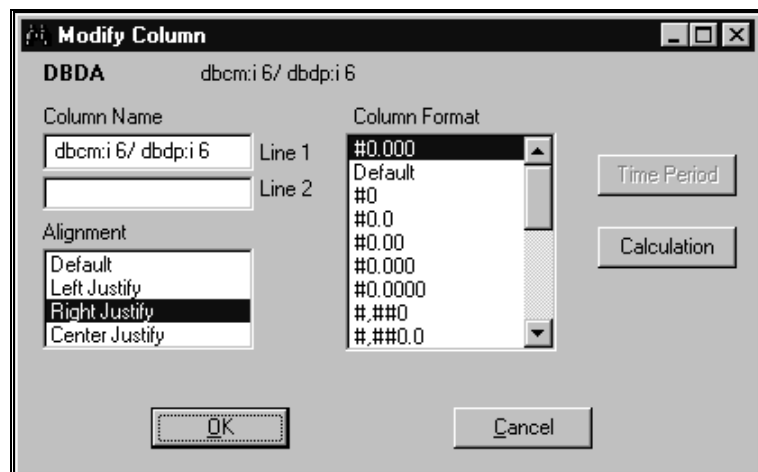 Modify Column
DBDA dbcm:i 6/ dbdp:i 6
Column Name
dbcm:i 6/ dbdp:i 6 Line 1
Line 2
Alignment
Default
Left Justify
Right Justify
Center Justify
Column Format
#0.000
Default
#0
#0.0
#0.00
#0.000
#0.0000
#,##0
#,##0.0
Time Period
Calculation
OK
Cancel